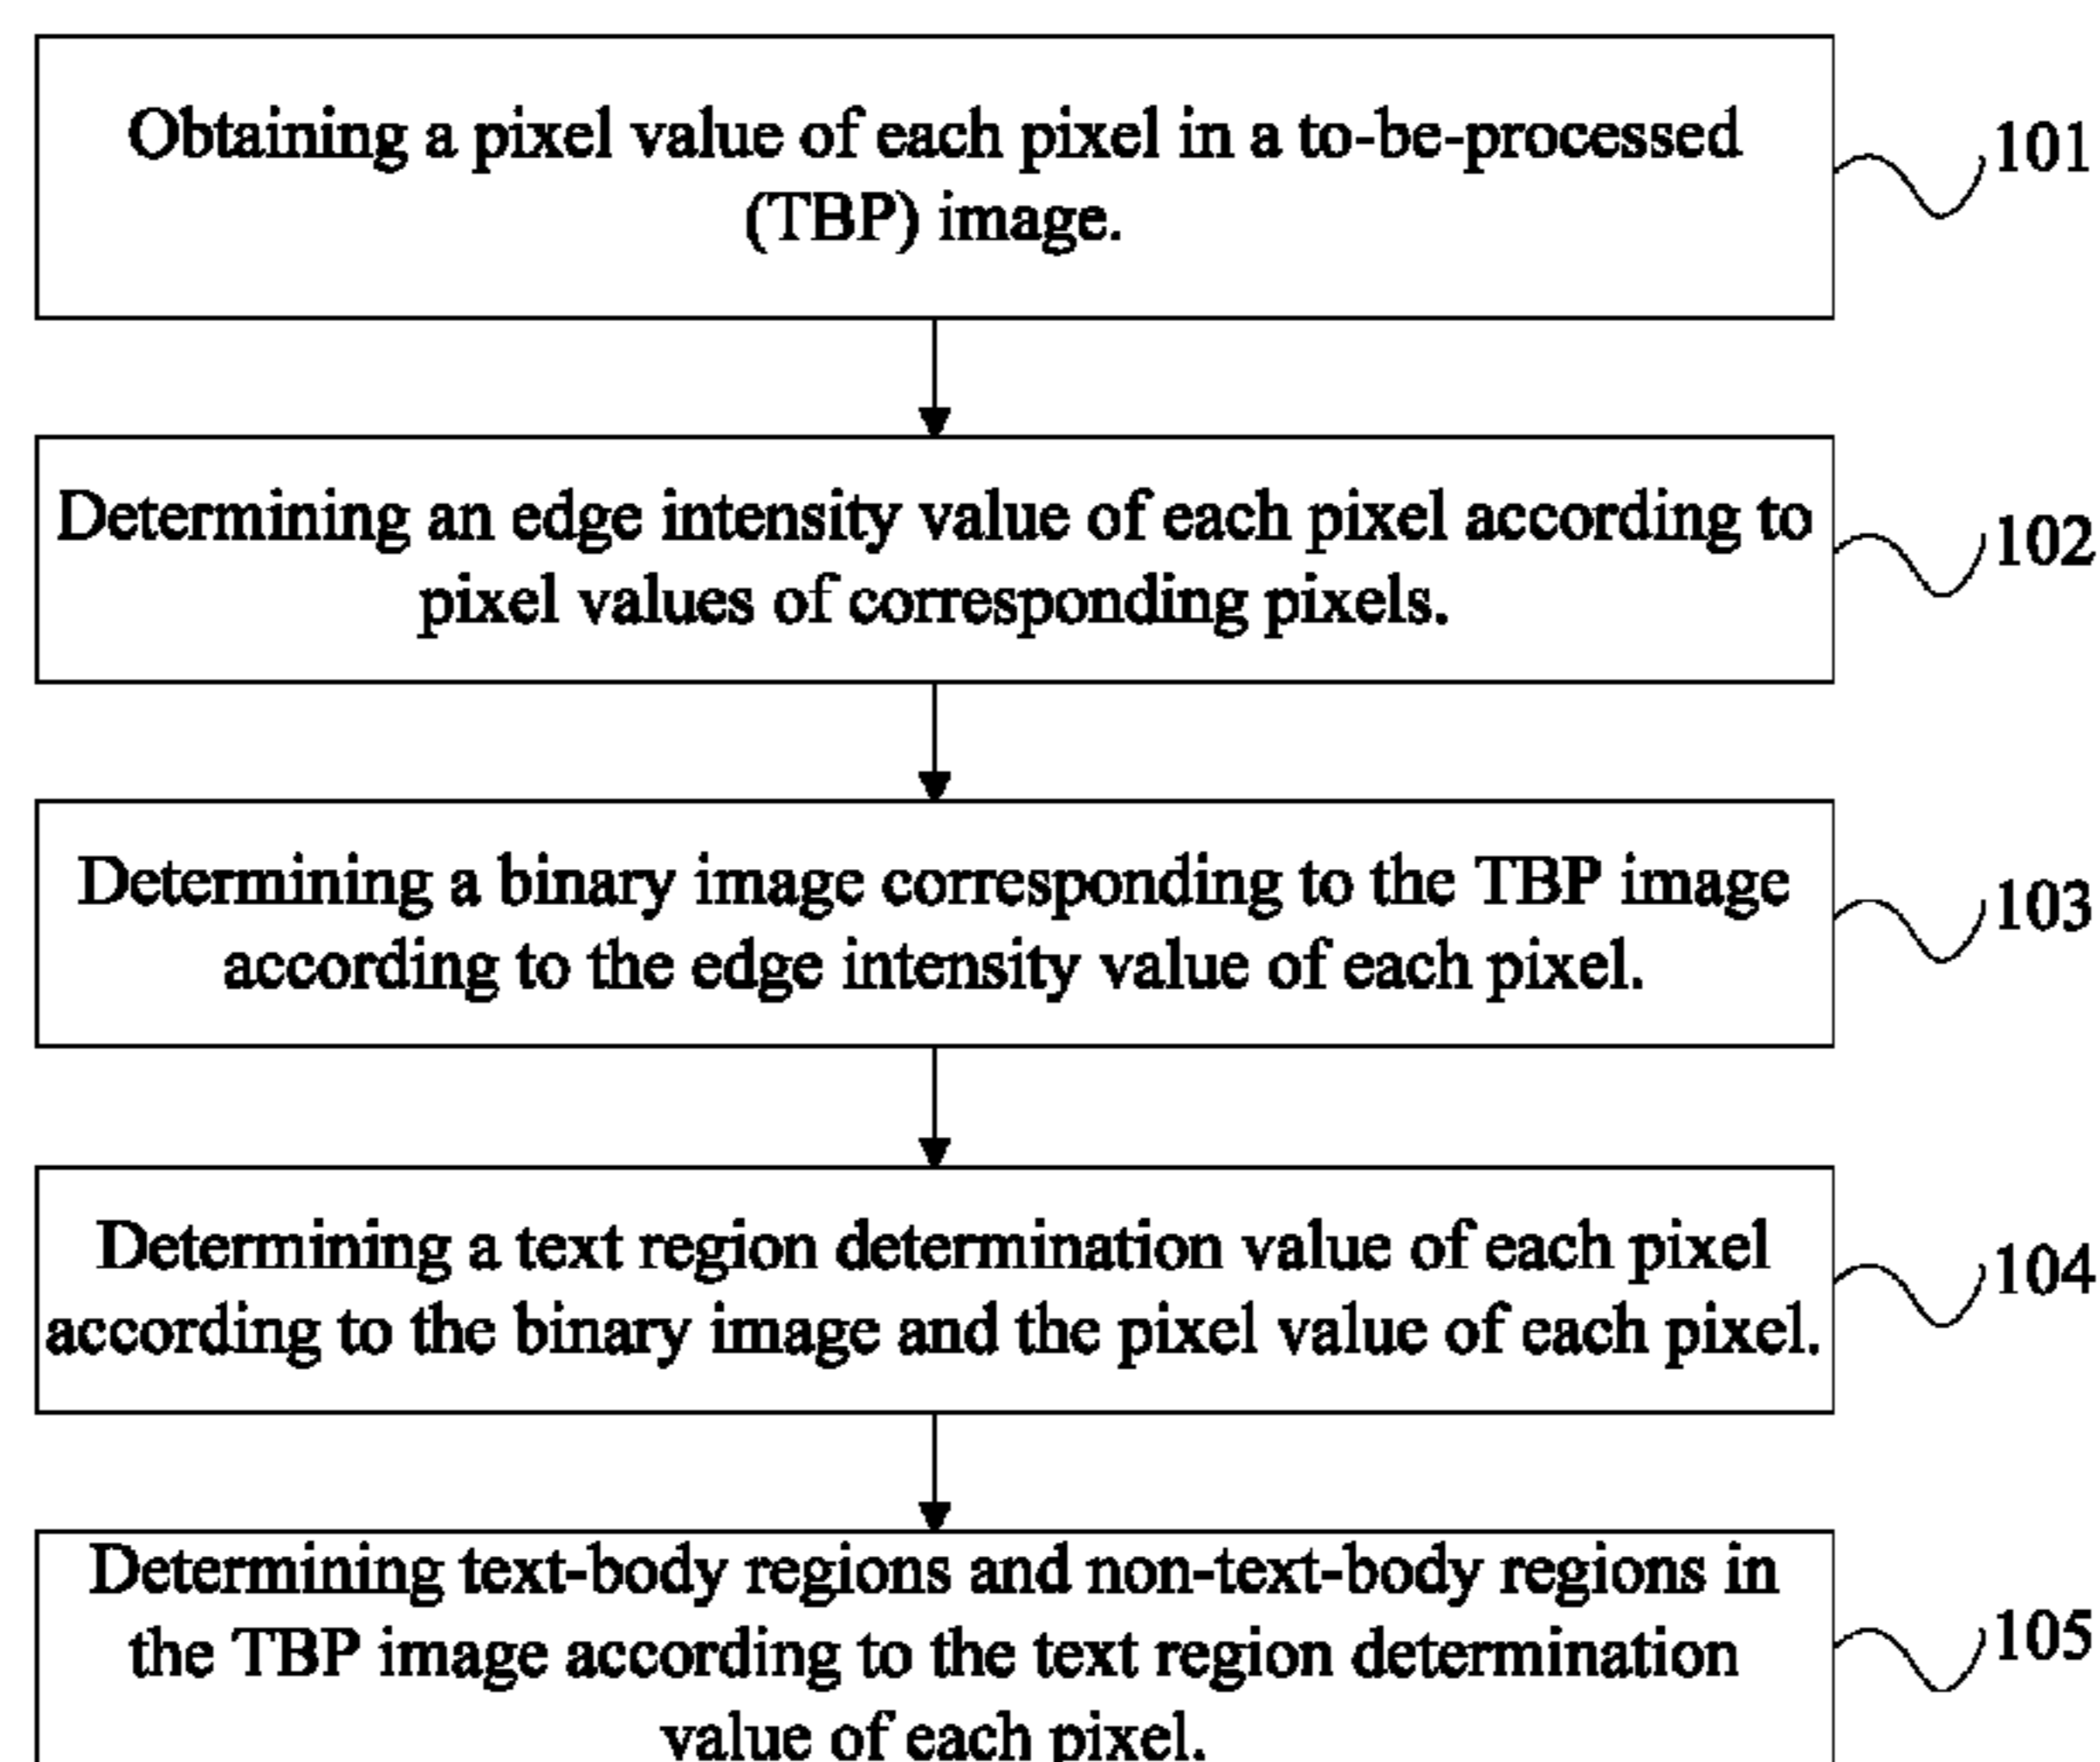 Obtaining a pixel value of each pixel in a to-be-processed
(TBP) image.
101
Determining an edge intensity value of each pixel according to
pixel values of corresponding pixels.
102
Determining a binary image corresponding to the TBP image
according to the edge intensity value of each pixel.
103
Determining a text region determination value of each pixel
according to the binary image and the pixel value of each pixel.
104
Determining text-body regions and non-text-body regions in
the TBP image according to the text region determination
value of each pixel.
105